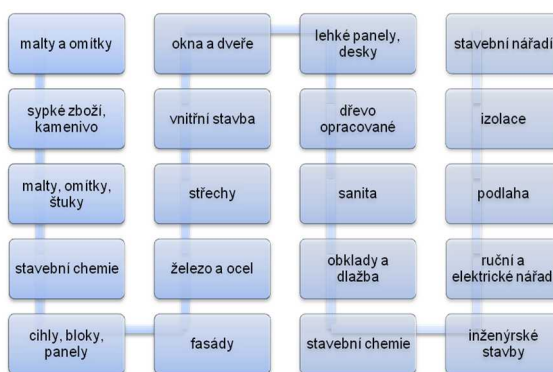 malty a omítky
sypké zboží,
kamenivo
malty, omítky,
štuky
stavební chemie
cihly, bloky,
panely
fasády
železo a ocel
střechy
vnitřní stavba
okna a dveře
lehké panely,
desky
dřevo
opracované
sanita
obklady a
dlažba
stavební chemie
inženýrské
stavby
ruční a
elektrické nářad
podlaha
izolace
stavební nářadí